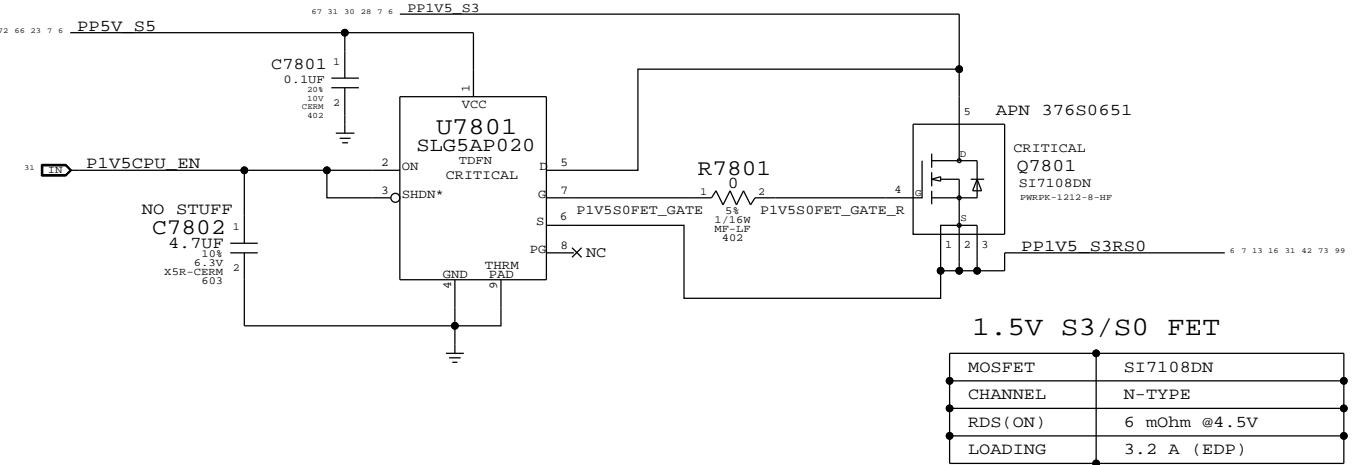 67 31 30 28 7 6 PP1V5_S3
72 66 23 7 6 PP5V S5
C7801
0.1UF
20%
10V
CERM
402
1
2
1
VCC
U7801
SLG5AP020
TDFN
CRITICAL
31 IN P1V5CPU_EN
2 ON
3 SHDN*
D 5
G 7
S 6
PG 8 NC
GND
4
THRM
PAD
9
NO STUFF
C7802
4.7UF
10%
6.3V
X5R-CERM
603
1
2
P1V5S0FET_GATE
R7801
0
1 2
5%
1/16W
MF-LF
402
P1V5S0FET_GATE_R
4
G
D
S
5
APN 376S0651
CRITICAL
Q7801
SI7108DN
PWRPK-1212-8-HF
1 2 3
PP1V5_S3RS0
6 7 13 16 31 42 73 99
1.5V S3/S0 FET
MOSFET SI7108DN
CHANNEL N-TYPE
RDS(ON) 6 mOhm @4.5V
LOADING 3.2 A (EDP)